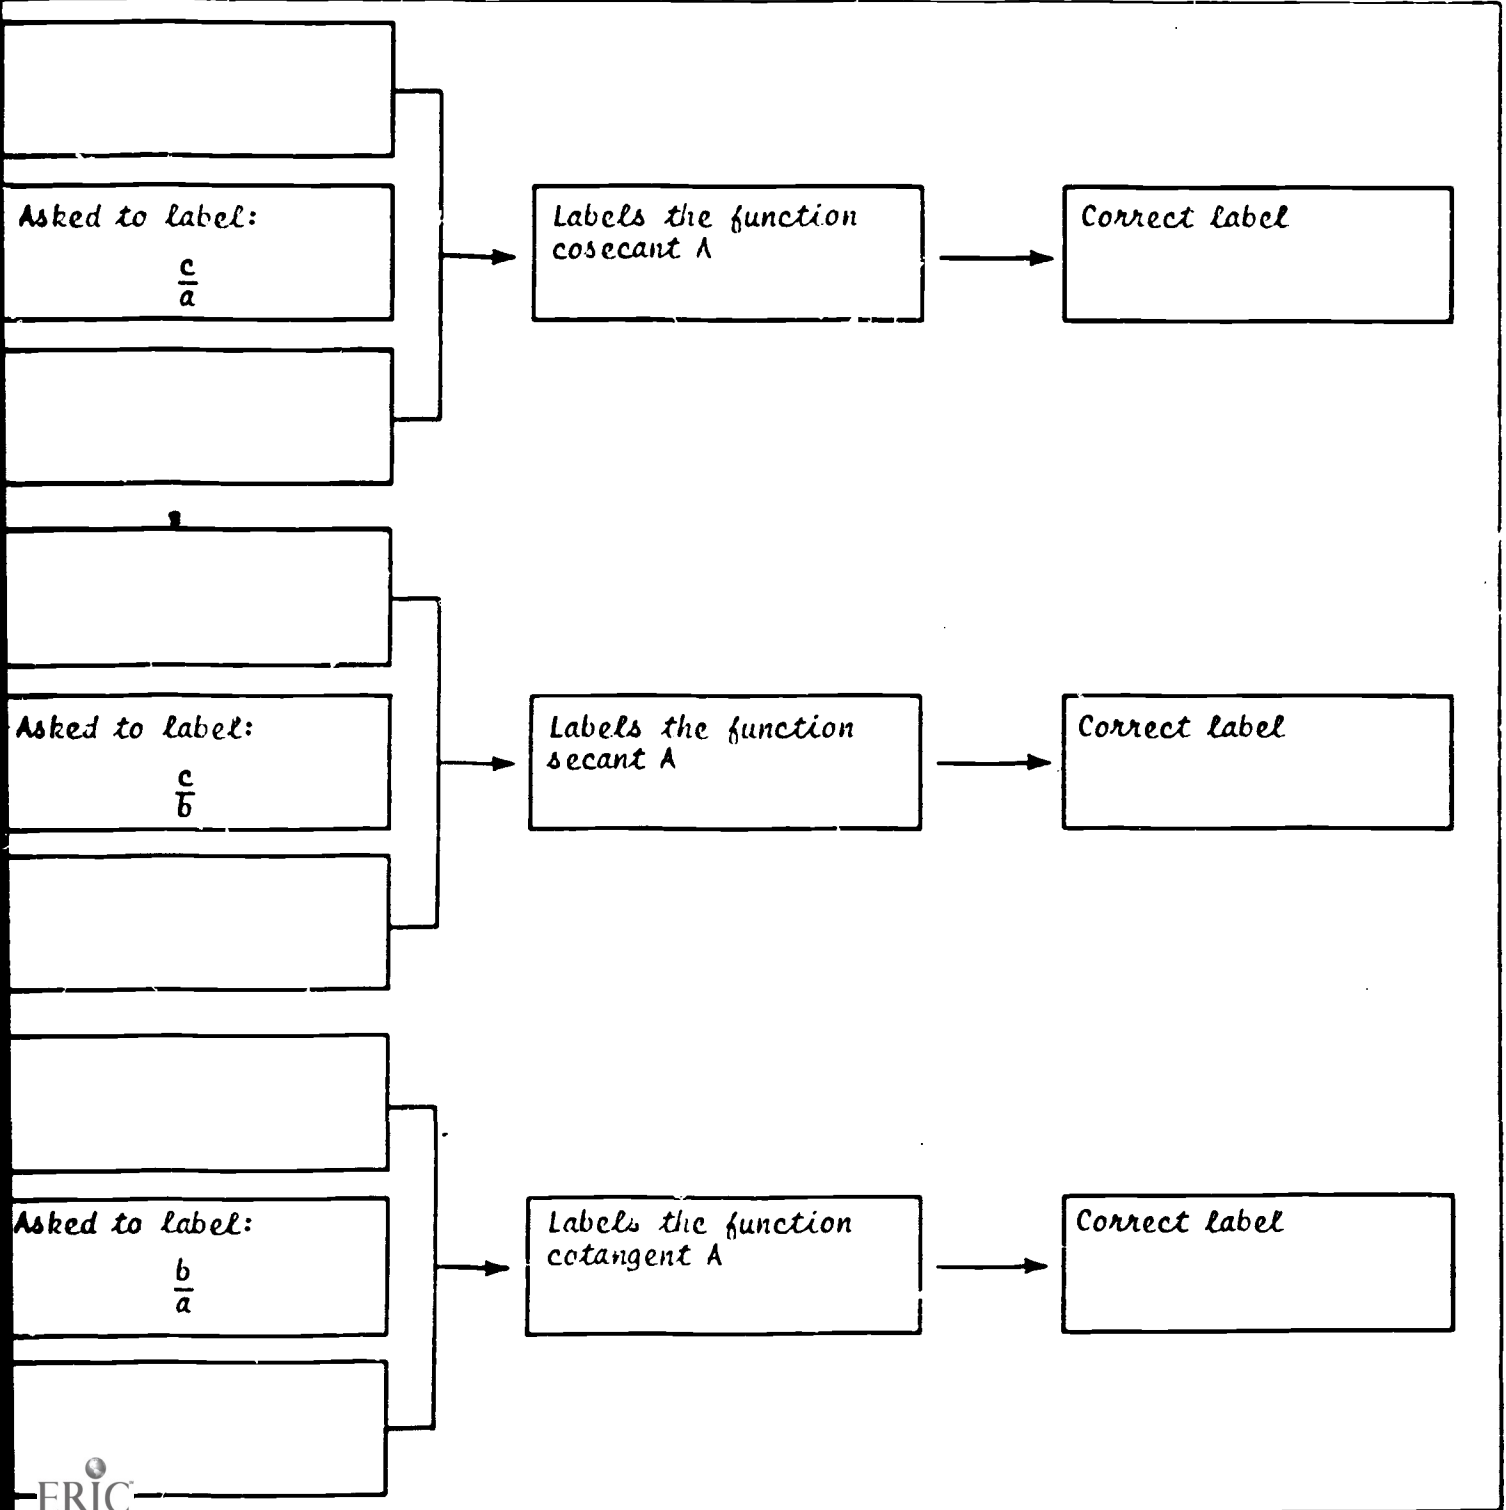 Asked to label:
c
a
Labels the function
cosecant A
Correct label
Asked to label:
c
b
Labels the function
secant A
Correct label
Asked to label:
b
a
Labels the function
cotangent A
Correct label
ERIC